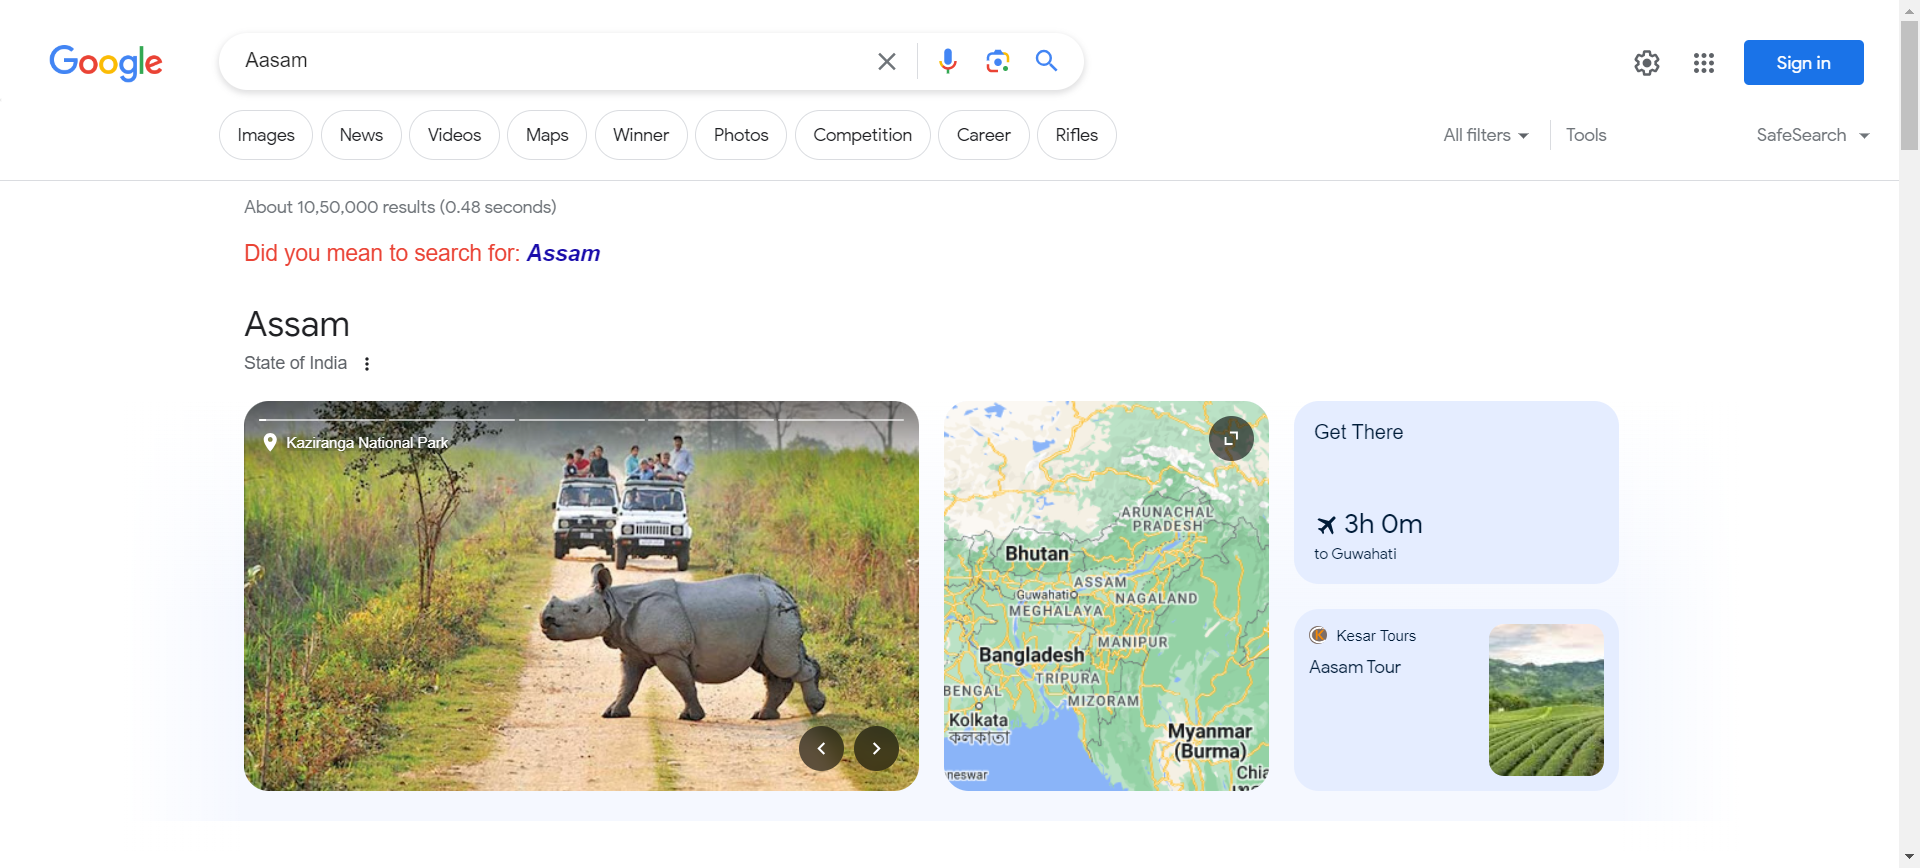 Google
Aasam
Sign in
Images
News
Videos
Maps
Winner
Photos
Competition
Career
Rifles
All filters
Tools
SafeSearch
About 10,50,000 results (0.48 seconds)
Did you mean to search for: Assam
Assam
State of India
Kaziranga National Park
ARUNACHAL
PRADESH
Bhutan
ASSAM
Guwahati
NAGALAND
MEGHALAYA
MANIPUR
Bangladesh
TRIPURA
BENGAL
MIZORAM
Kolkata
কলকাতা
Myanmar
(Burma)
neswar
Chia
Get There
3h 0m
to Guwahati
K
Kesar Tours
Aasam Tour